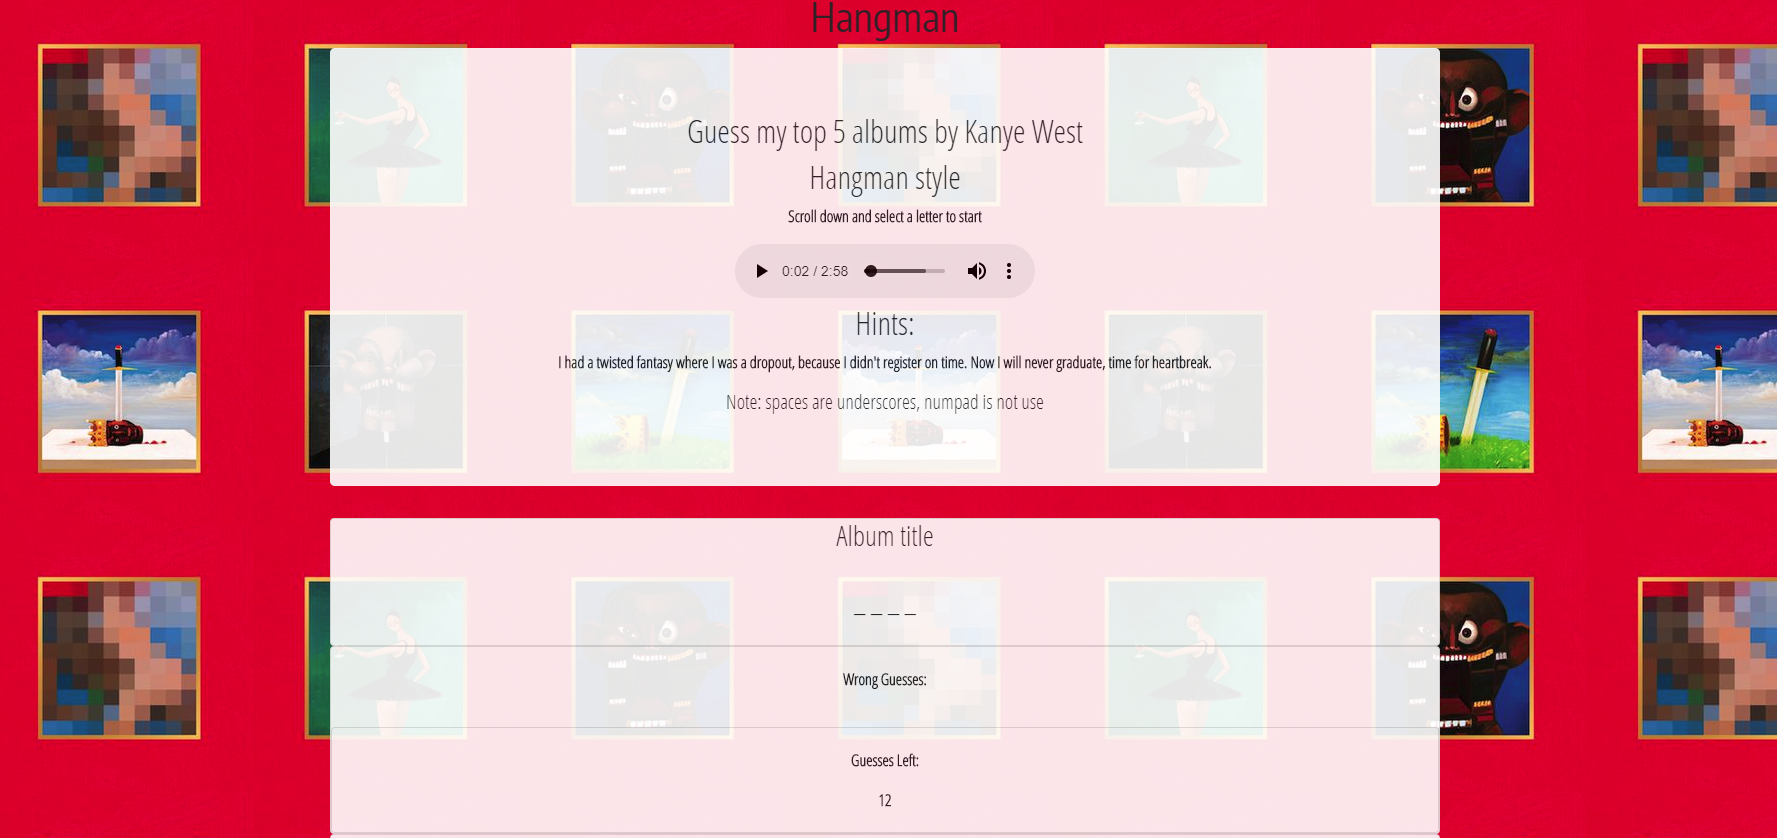 Hangman
Guess my top 5 albums by Kanye West
Hangman style
Scroll down and select a letter to start
0:02 / 2:58
Hints:
I had a twisted fantasy where I was a dropout, because I didn't register on time. Now I will never graduate, time for heartbreak.
Note: spaces are underscores, numpad is not use
Album title
_ _ _ _
Wrong Guesses:
Guesses Left:
12